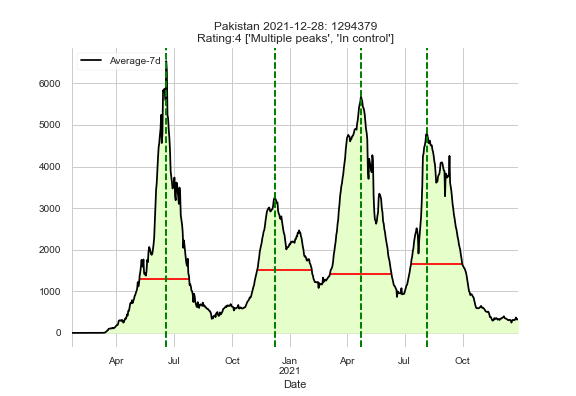 Pakistan 2021-12-28: 1294379
Rating:4 ['Multiple peaks', 'In control']
Average-7d
6000
5000
4000
3000
2000
1000
0
Apr Jul Oct Jan Apr Jul Oct
2021
Date